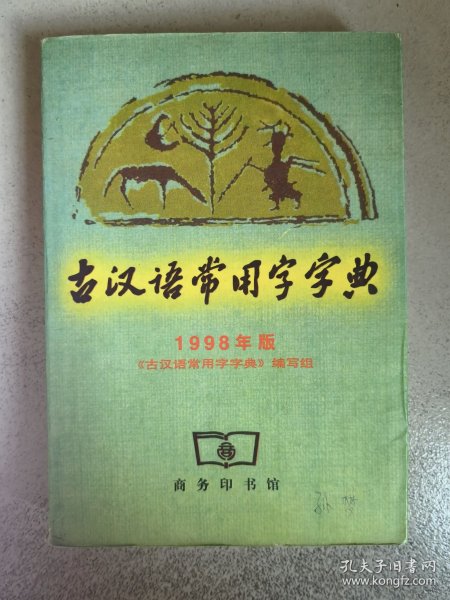 古汉语常用字字典
1998年版
《古汉语常用字字典》编写组
商务印书馆
孔夫子旧书网
www.kongfz.com